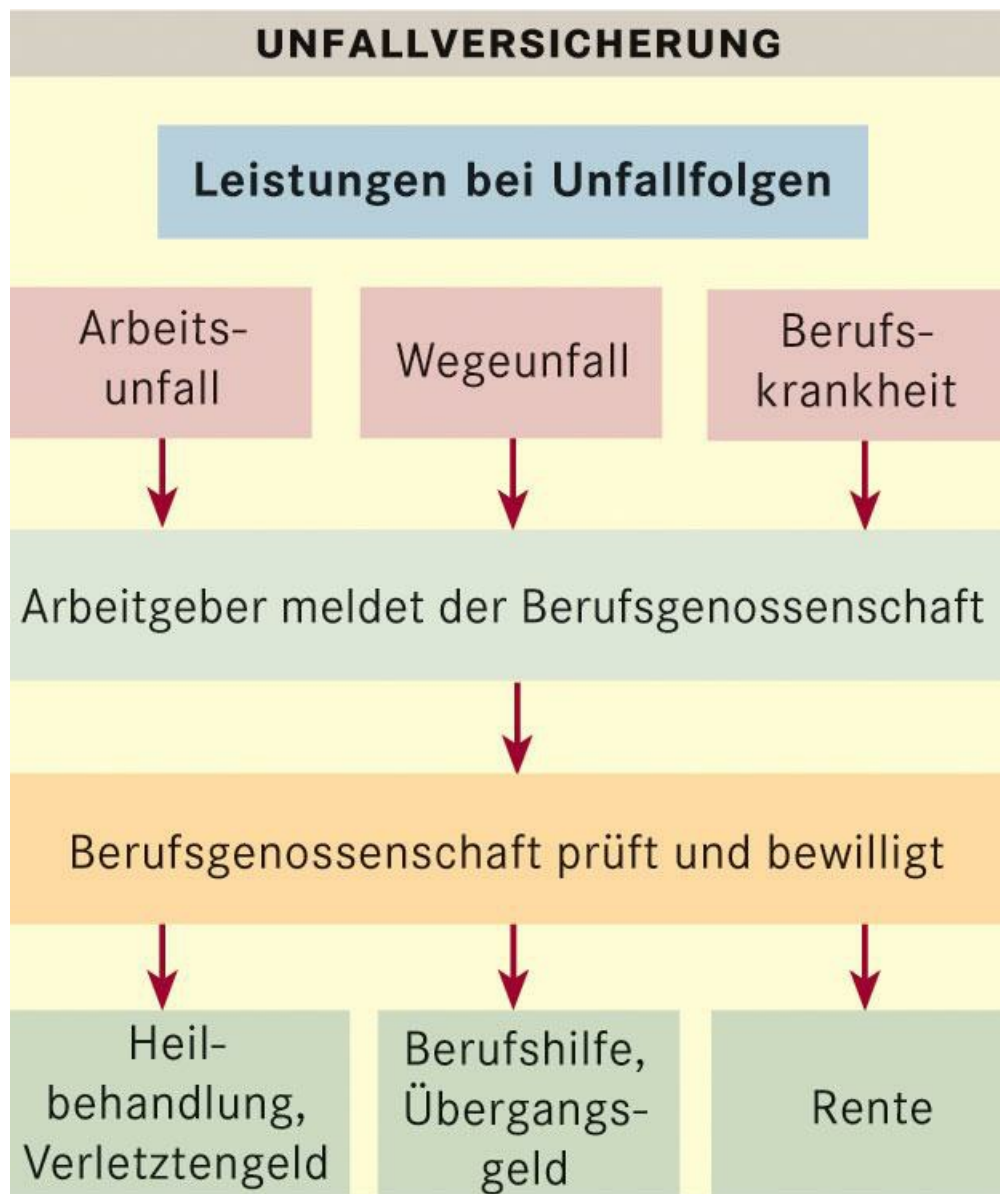 UNFALLVERSICHERUNG
Leistungen bei Unfallfolgen
Arbeits-
unfall
Wegeunfall
Berufs-
krankheit
Arbeitgeber meldet der Berufsgenossenschaft
Berufsgenossenschaft prüft und bewilligt
Heil-
behandlung,
Verletztengeld
Berufshilfe,
Übergangs-
geld
Rente